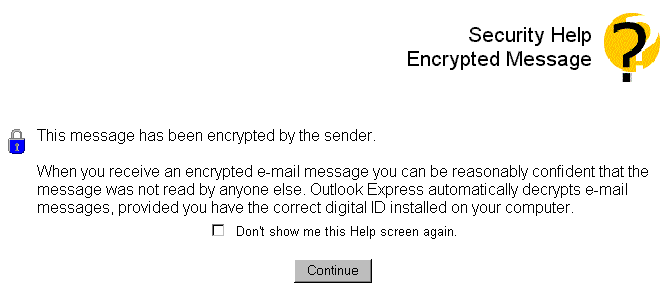 Security Help
Encrypted Message
This message has been encrypted by the sender.
When you receive an encrypted e-mail message you can be reasonably confident that the
message was not read by anyone else. Outlook Express automatically decrypts e-mail
messages, provided you have the correct digital ID installed on your computer.
Don't show me this Help screen again.
Continue